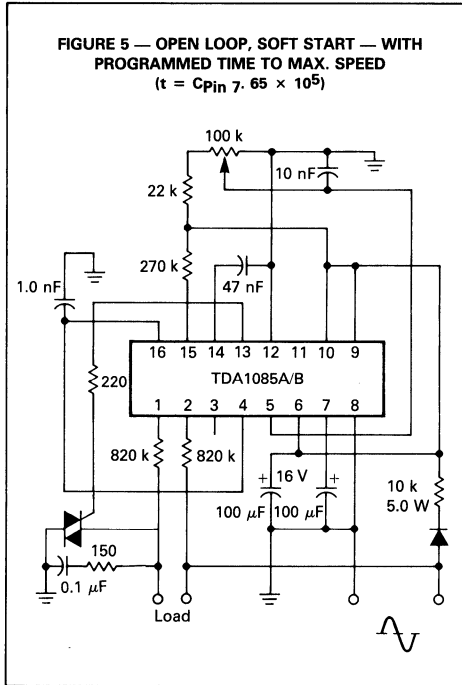 FIGURE 5 — OPEN LOOP, SOFT START — WITH
PROGRAMMED TIME TO MAX. SPEED
(t = CPin 7. 65 × 10⁵)
100 k
10 nF
22 k
270 k
47 nF
1.0 nF
16 15 14 13 12 11 10 9
TDA1085A/B
220
1 2 3 4 5 6 7 8
820 k
820 k
+ 16 V +
100 μF 100 μF
10 k
5.0 W
150
0.1 μF
Load